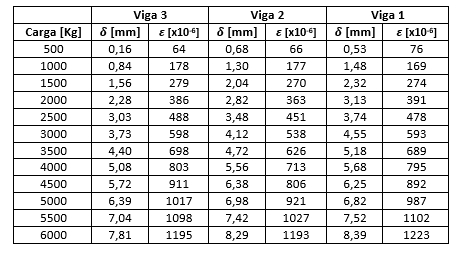 Viga 3 Viga 2 Viga 1
Carga [Kg] δ [mm] ε [x10⁻⁶] δ [mm] ε [x10⁻⁶] δ [mm] ε [x10⁻⁶]
500 0,16 64 0,68 66 0,53 76
1000 0,84 178 1,30 177 1,48 169
1500 1,56 279 2,04 270 2,32 274
2000 2,28 386 2,82 363 3,13 391
2500 3,03 488 3,48 451 3,74 478
3000 3,73 598 4,12 538 4,55 593
3500 4,40 698 4,72 626 5,18 689
4000 5,08 803 5,56 713 5,68 795
4500 5,72 911 6,38 806 6,25 892
5000 6,39 1017 6,98 921 6,82 987
5500 7,04 1098 7,42 1027 7,52 1102
6000 7,81 1195 8,29 1193 8,39 1223